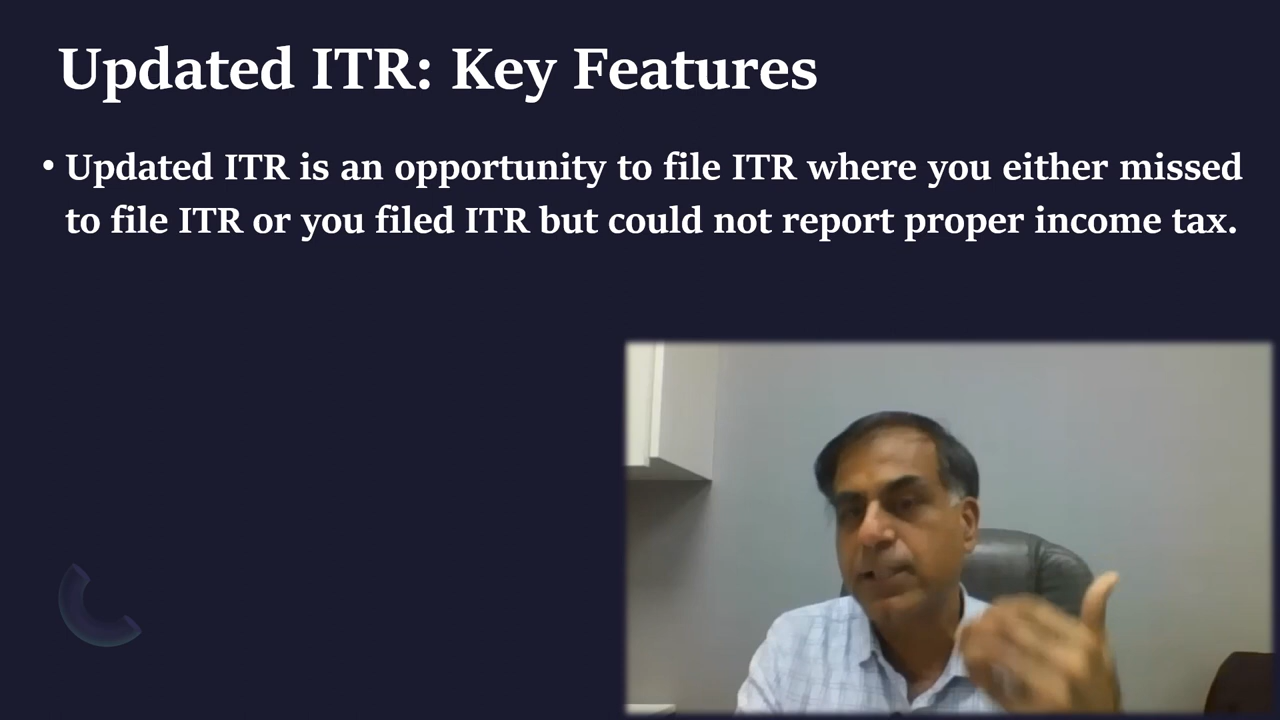 Updated ITR: Key Features
• Updated ITR is an opportunity to file ITR where you either missed
to file ITR or you filed ITR but could not report proper income tax.